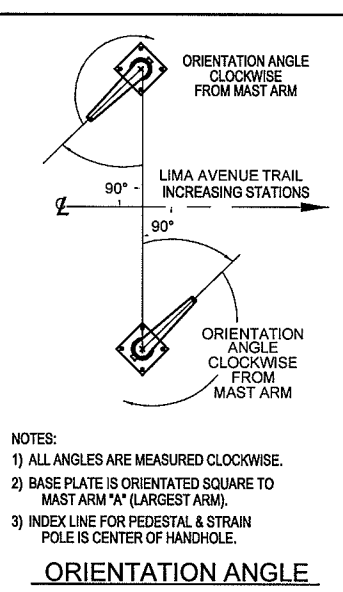 ORIENTATION ANGLE
CLOCKWISE
FROM MAST ARM
LIMA AVENUE TRAIL
INCREASING STATIONS
90°
℄
90°
ORIENTATION
ANGLE
CLOCKWISE
FROM
MAST ARM
NOTES:
1) ALL ANGLES ARE MEASURED CLOCKWISE.
2) BASE PLATE IS ORIENTATED SQUARE TO
MAST ARM "A" (LARGEST ARM).
3) INDEX LINE FOR PEDESTAL & STRAIN
POLE IS CENTER OF HANDHOLE.
ORIENTATION ANGLE